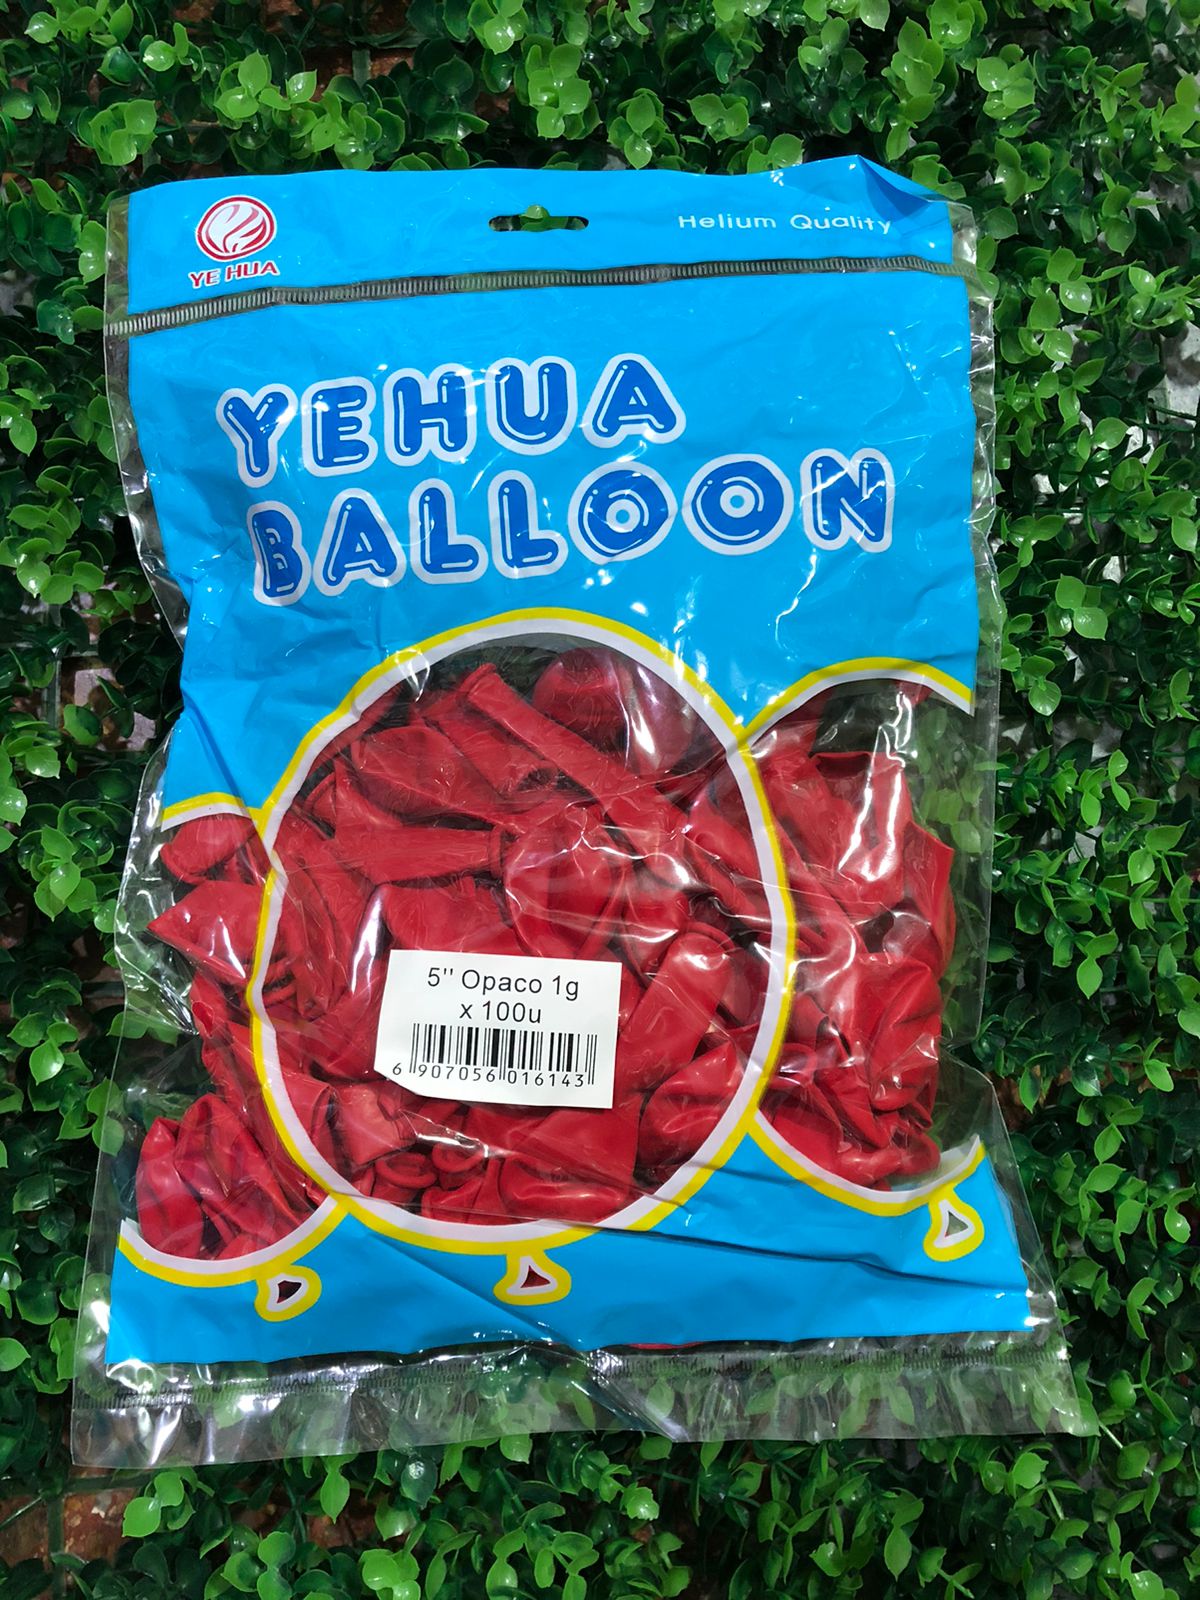 YE HUA
Helium Quality
YEHUA
BALLOON
5'' Opaco 1g
x 100u
6 907056 016143